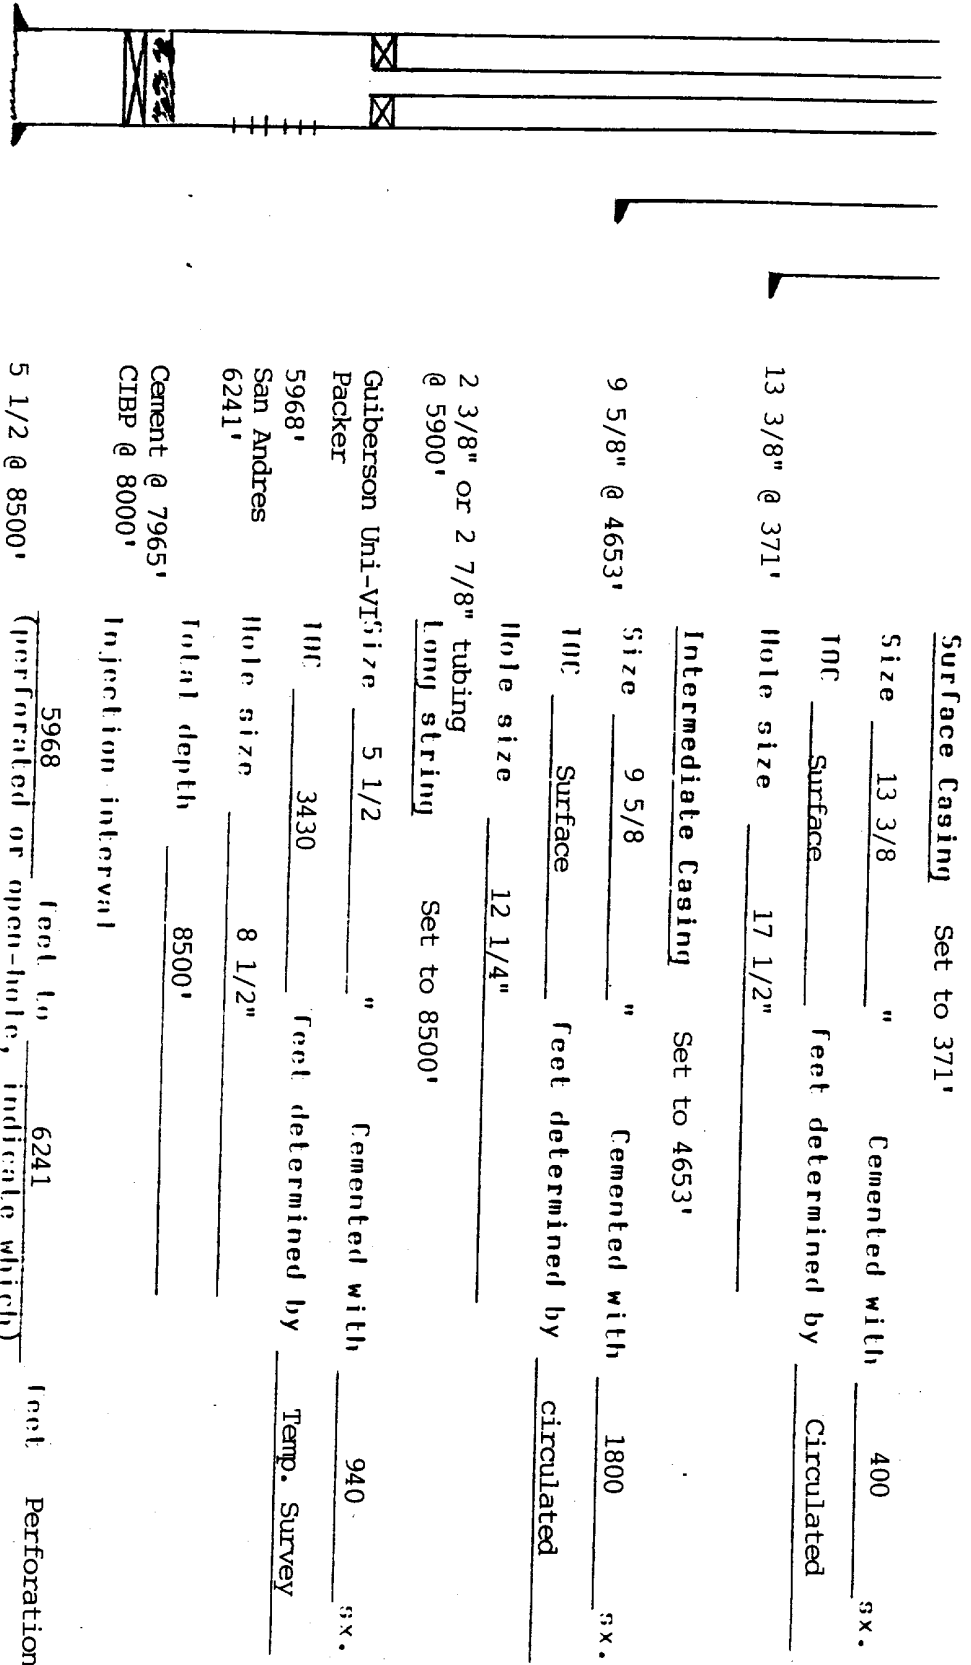 Surface Casing Set to 371'
Size 13 3/8 " Cemented with 400 sx.
TOC Surface feet determined by Circulated
Hole size 17 1/2"
13 3/8" @ 371'
Intermediate Casing Set to 4653'
Size 9 5/8 " Cemented with 1800 sx.
TOC Surface feet determined by circulated
Hole size 12 1/4"
9 5/8" @ 4653'
2 3/8" or 2 7/8" tubing
@ 5900'
Long string Set to 8500'
Guiberson Uni-VI
Packer
Size 5 1/2 " Cemented with 940 sx.
TOC 3430 feet determined by Temp. Survey
5968'
San Andres
6241'
Hole size 8 1/2"
Total depth 8500'
Cement @ 7965'
CIBP @ 8000'
Injection interval
5968 feet to 6241 feet Perforation
(perforated or open-hole, indicate which)
5 1/2 @ 8500'